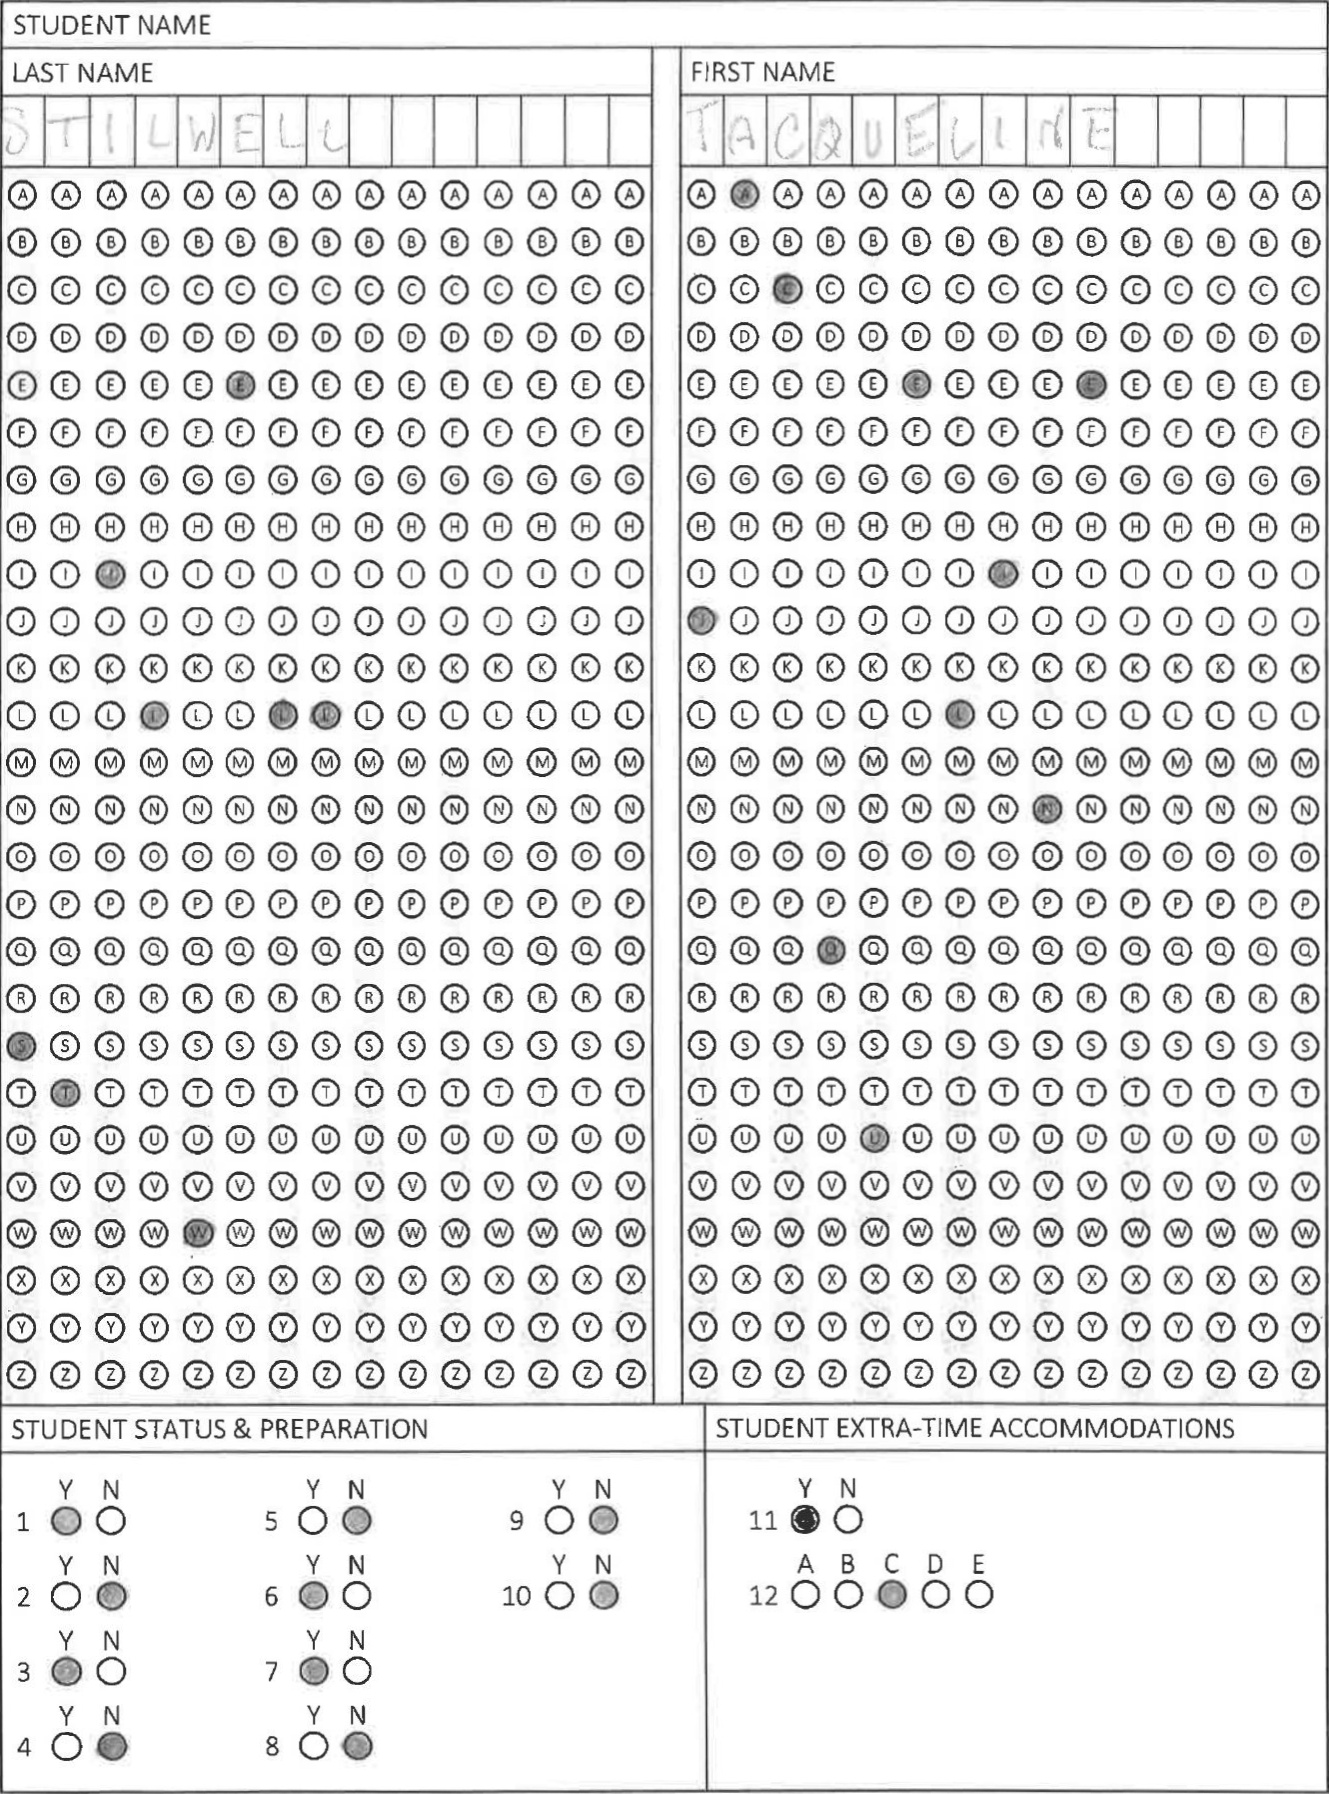 STUDENT NAME
LAST NAME FIRST NAME
STILWELL JACQUELINE
A A A A A A A A A A A A A A A A A A A A A A A A A A A A A A
B B B B B B B B B B B B B B B B B B B B B B B B B B B B B B
C C C C C C C C C C C C C C C C C C C C C C C C C C C C C C
D D D D D D D D D D D D D D D D D D D D D D D D D D D D D D
E E E E E E E E E E E E E E E E E E E E E E E E E E E E E E
F F F F F F F F F F F F F F F F F F F F F F F F F F F F F F
G G G G G G G G G G G G G G G G G G G G G G G G G G G G G G
H H H H H H H H H H H H H H H H H H H H H H H H H H H H H H
I I I I I I I I I I I I I I I I I I I I I I I I I I I I I I
J J J J J J J J J J J J J J J J J J J J J J J J J J J J J J
K K K K K K K K K K K K K K K K K K K K K K K K K K K K K K
L L L L L L L L L L L L L L L L L L L L L L L L L L L L L L
M M M M M M M M M M M M M M M M M M M M M M M M M M M M M M
N N N N N N N N N N N N N N N N N N N N N N N N N N N N N N
O O O O O O O O O O O O O O O O O O O O O O O O O O O O O O
P P P P P P P P P P P P P P P P P P P P P P P P P P P P P P
Q Q Q Q Q Q Q Q Q Q Q Q Q Q Q Q Q Q Q Q Q Q Q Q Q Q Q Q Q Q
R R R R R R R R R R R R R R R R R R R R R R R R R R R R R R
S S S S S S S S S S S S S S S S S S S S S S S S S S S S S S
T T T T T T T T T T T T T T T T T T T T T T T T T T T T T T
U U U U U U U U U U U U U U U U U U U U U U U U U U U U U U
V V V V V V V V V V V V V V V V V V V V V V V V V V V V V V
W W W W W W W W W W W W W W W W W W W W W W W W W W W W W W
X X X X X X X X X X X X X X X X X X X X X X X X X X X X X X
Y Y Y Y Y Y Y Y Y Y Y Y Y Y Y Y Y Y Y Y Y Y Y Y Y Y Y Y Y Y
Z Z Z Z Z Z Z Z Z Z Z Z Z Z Z Z Z Z Z Z Z Z Z Z Z Z Z Z Z Z
STUDENT STATUS & PREPARATION STUDENT EXTRA-TIME ACCOMMODATIONS
Y N Y N Y N Y N
1 5 9 11
Y N Y N Y N A B C D E
2 6 10 12
Y N Y N
3 7
Y N Y N
4 8